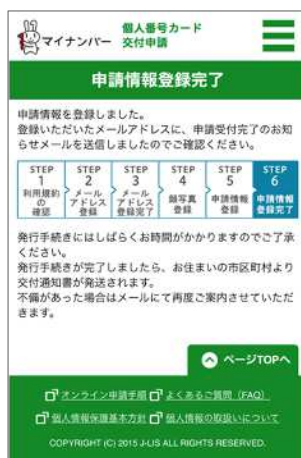 マイナンバー
個人番号カード
交付申請
申請情報登録完了
申請情報を登録しました。
登録いただいたメールアドレスに、申請受付完了のお知
らせメールを送信しましたのでご確認ください。
STEP
1
利用規約
の
確認
STEP
2
メール
アドレス
登録
STEP
3
メール
アドレス
登録完了
STEP
4
顔写真
登録
STEP
5
申請情報
登録
STEP
6
申請情報
登録完了
発行手続きにはしばらくお時間がかかりますのでご了承
ください。
発行手続きが完了しましたら、お住まいの市区町村より
交付通知書が発送されます。
不備があった場合はメールにて再度ご案内させていただ
きます。
ページTOPへ
オンライン申請手順 よくあるご質問（FAQ）
個人情報保護基本方針 個人情報の取扱いについて
COPYRIGHT (C) 2015 J-LIS ALL RIGHTS RESERVED.